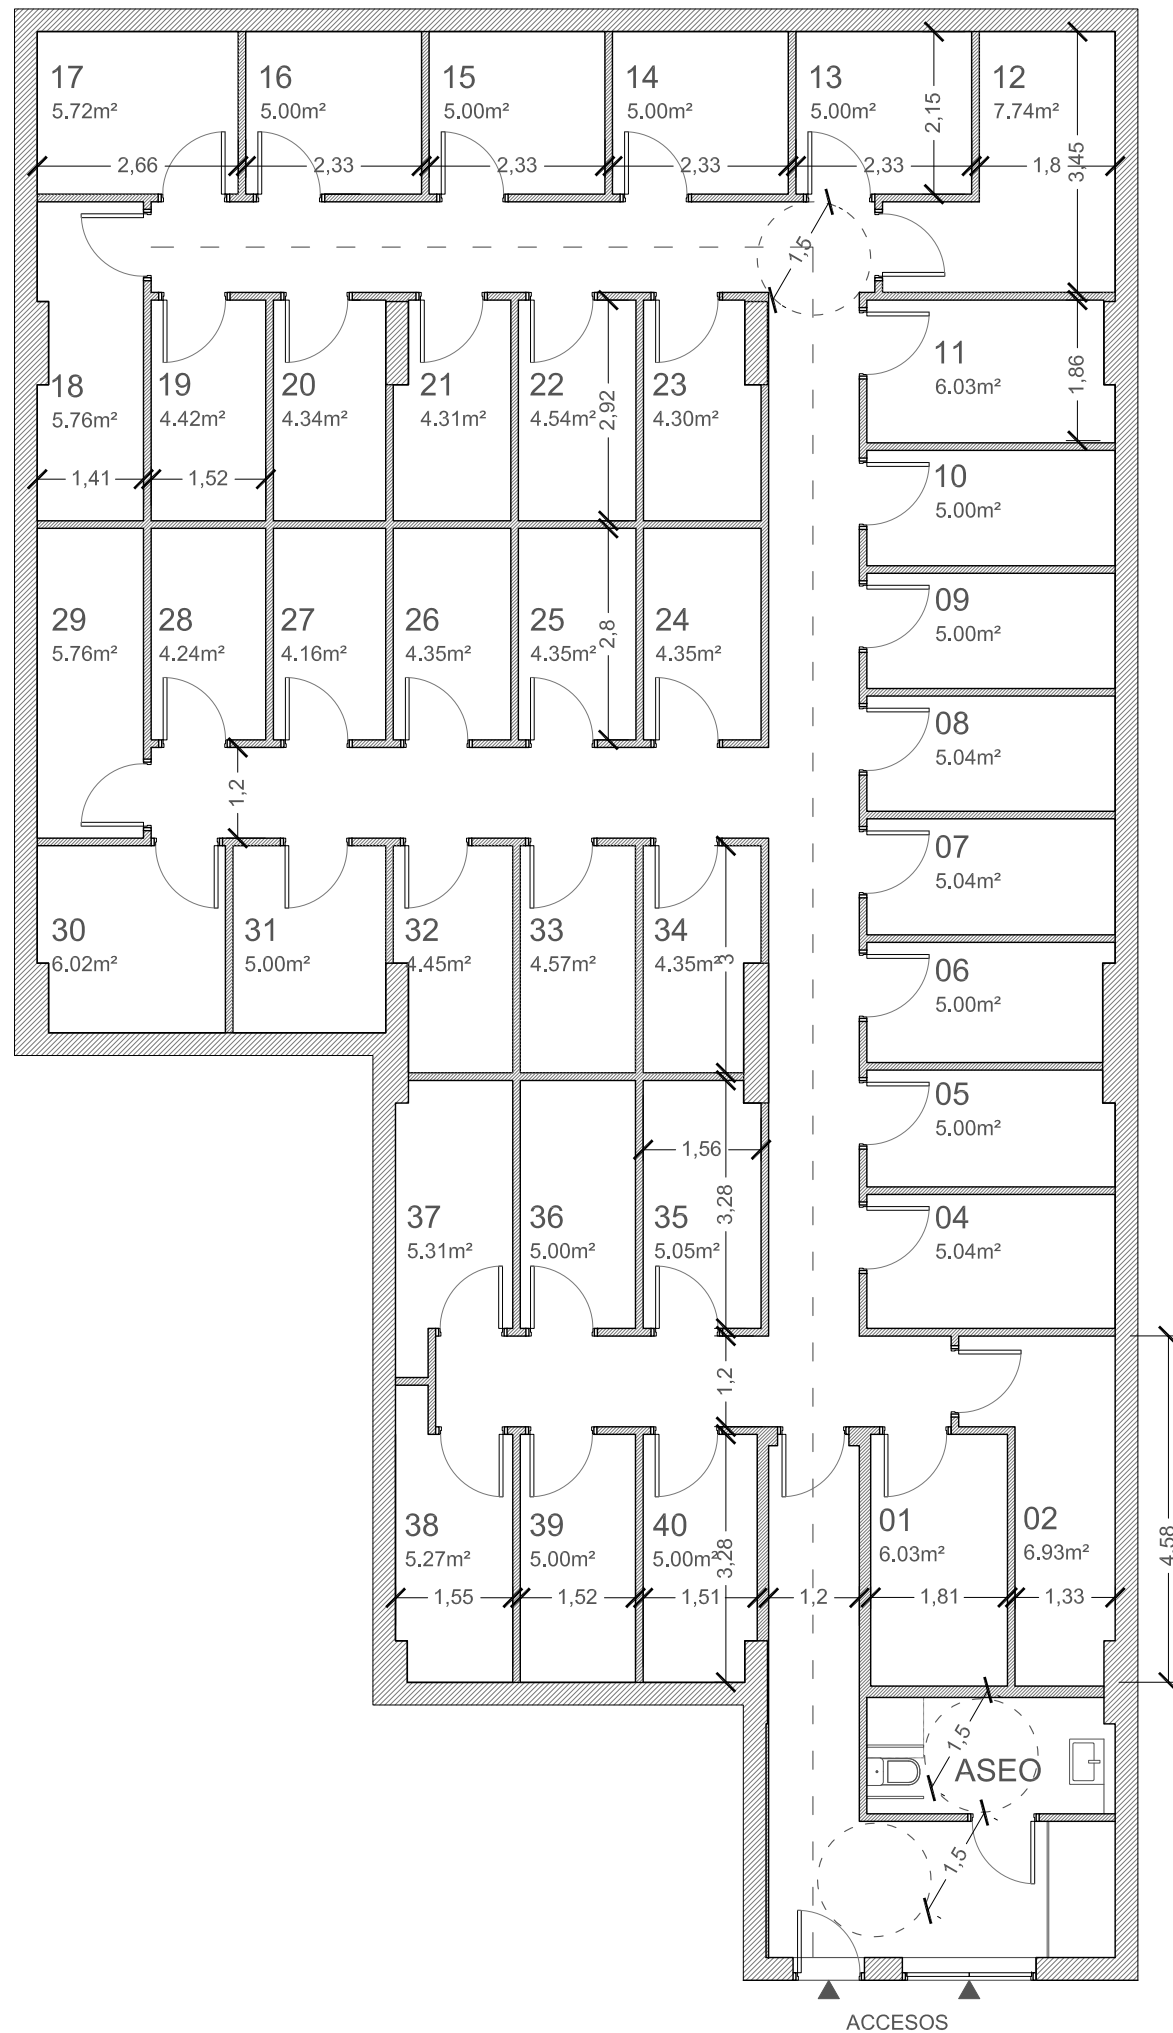 17
5.72m²
16
5.00m²
15
5.00m²
14
5.00m²
13
5.00m²
12
7.74m²
2,15
3,45
2,66
2,33
2,33
2,33
2,33
1,8
1,5
11
6.03m²
1,86
18
5.76m²
19
4.42m²
20
4.34m²
21
4.31m²
22
4.54m²
23
4.30m²
2,92
1,41
1,52
10
5.00m²
09
5.00m²
29
5.76m²
28
4.24m²
27
4.16m²
26
4.35m²
25
4.35m²
24
4.35m²
2,8
08
5.04m²
1,2
07
5.04m²
30
6.02m²
31
5.00m²
32
4.45m²
33
4.57m²
34
4.35m²
3
06
5.00m²
05
5.00m²
1,56
37
5.31m²
36
5.00m²
35
5.05m²
3,28
04
5.04m²
1,2
38
5.27m²
39
5.00m²
40
5.00m²
3,28
01
6.03m²
02
6.93m²
4,58
1,55
1,52
1,51
1,2
1,81
1,33
1,5
ASEO
1,5
ACCESOS